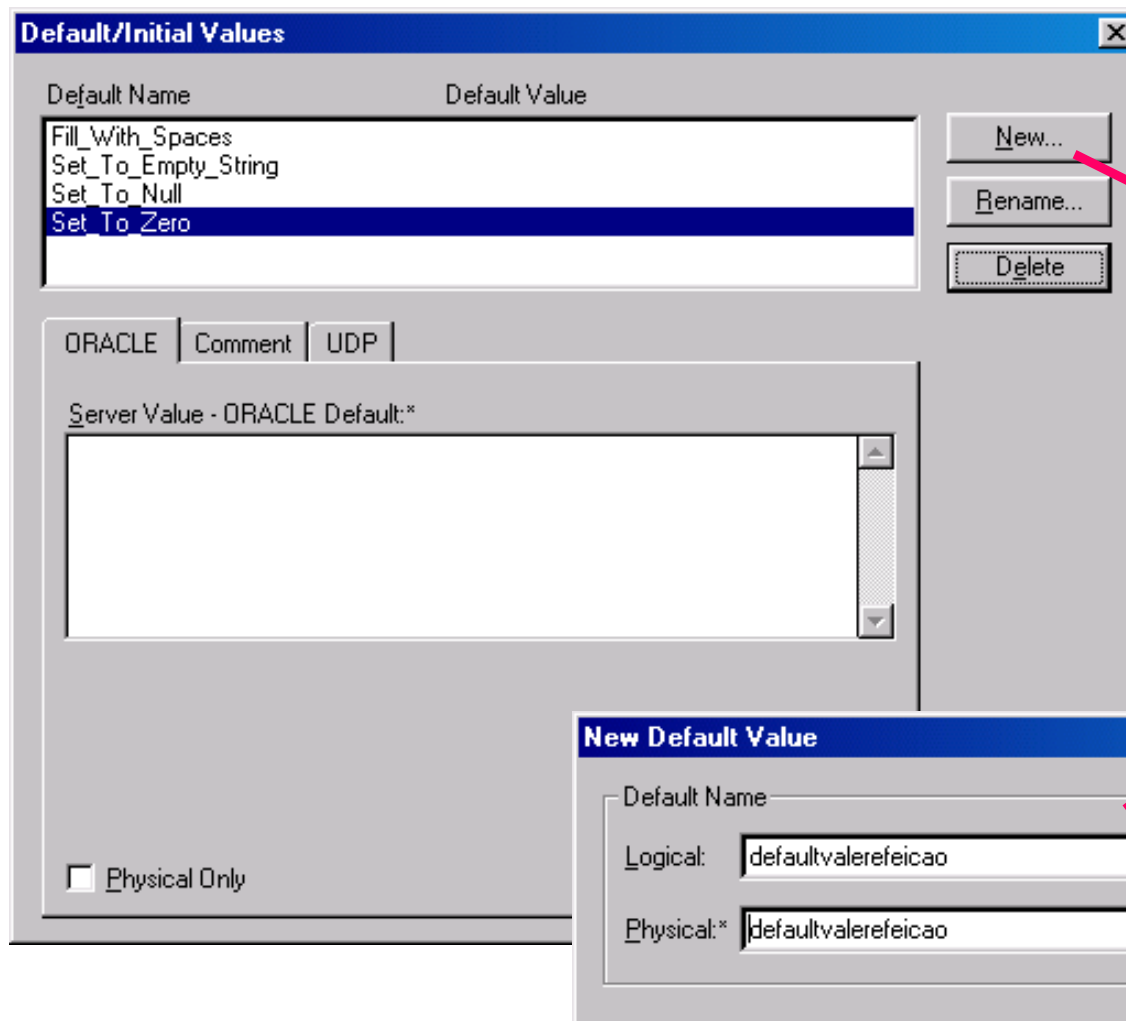 Default/Initial Values
Default Name Default Value
Fill_With_Spaces
Set_To_Empty_String
Set_To_Null
Set_To_Zero
New...
Rename...
Delete
ORACLE Comment UDP
Server Value - ORACLE Default:*
Physical Only
New Default Value
Default Name
Logical: defaultvalerefeicao
Physical:* defaultvalerefeicao